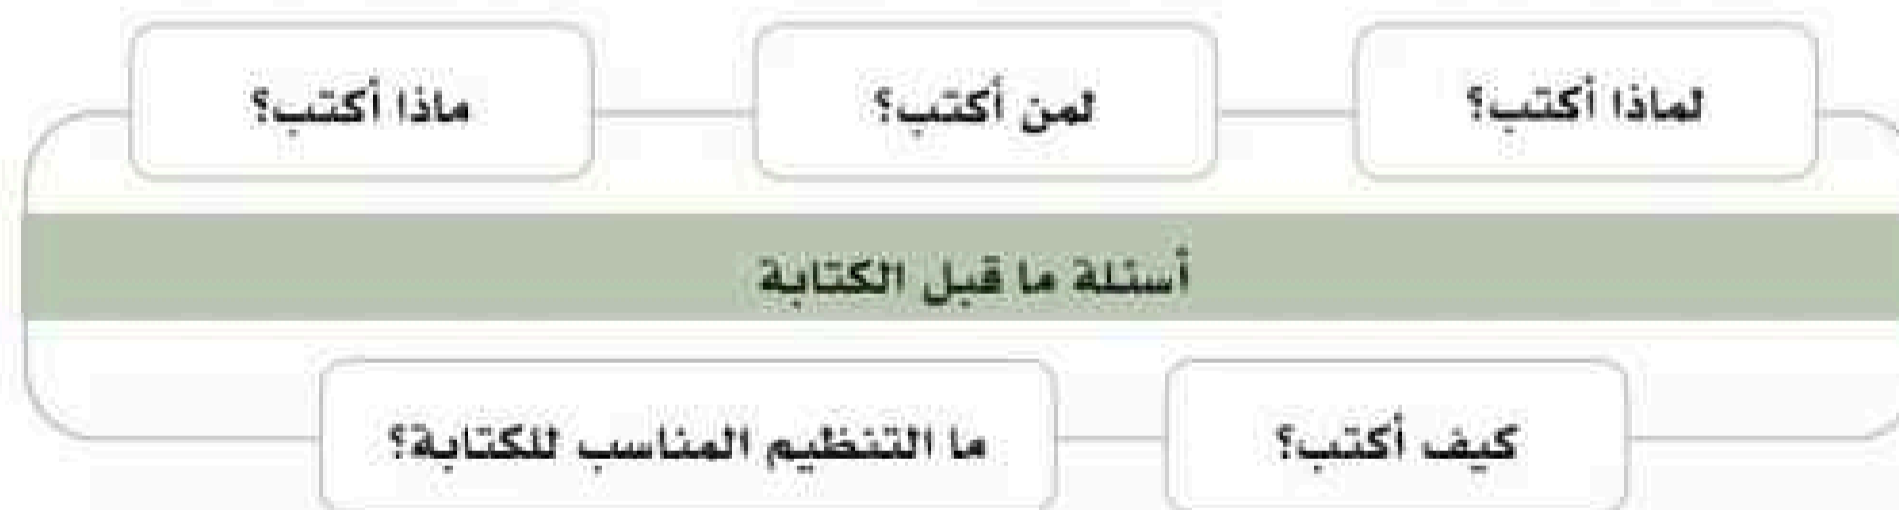 لماذا أكتب؟
لمن أكتب؟
ماذا أكتب؟
أسئلة ما قبل الكتابة
كيف أكتب؟
ما التنظيم المناسب للكتابة؟